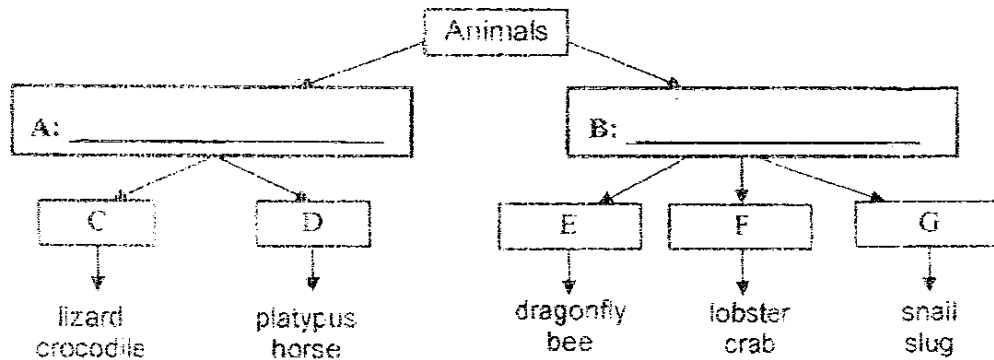 Animals
A:
B:
C
D
E
F
G
lizard
crocodile
platypus
horse
dragonfly
bee
lobster
crab
snail
slug